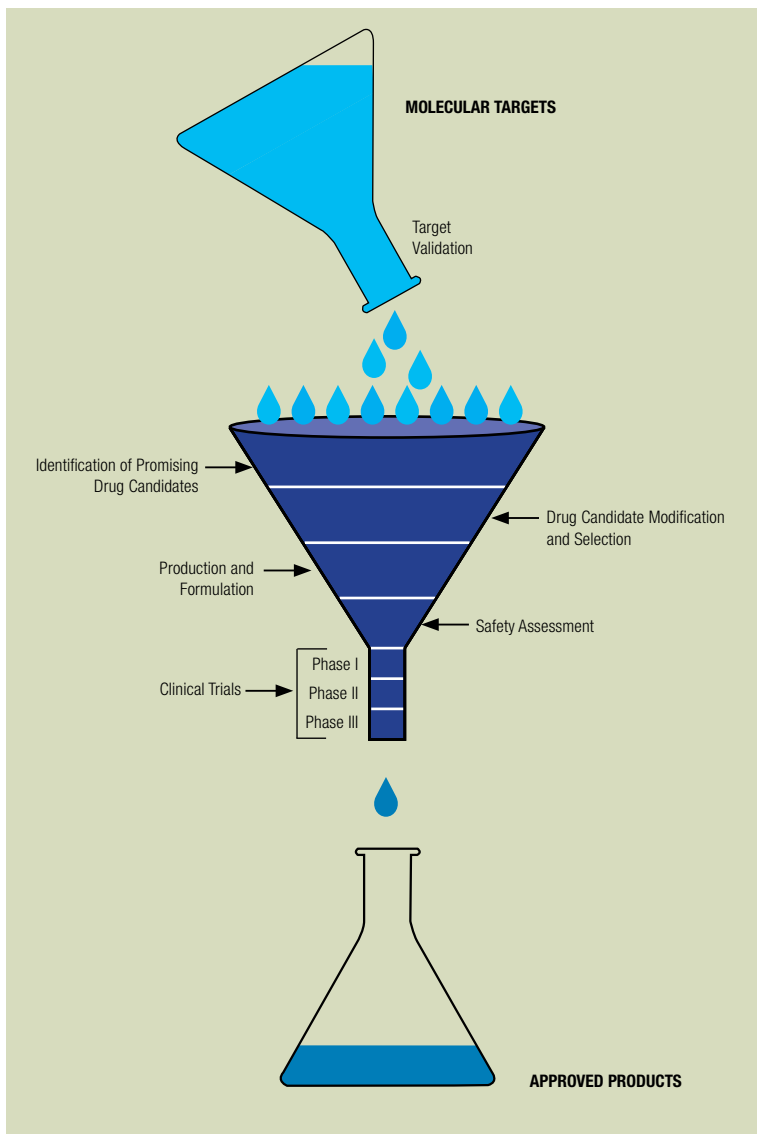 MOLECULAR TARGETS
Target
Validation
Identification of Promising
Drug Candidates
Drug Candidate Modification
and Selection
Production and
Formulation
Safety Assessment
Clinical Trials
Phase I
Phase II
Phase III
APPROVED PRODUCTS